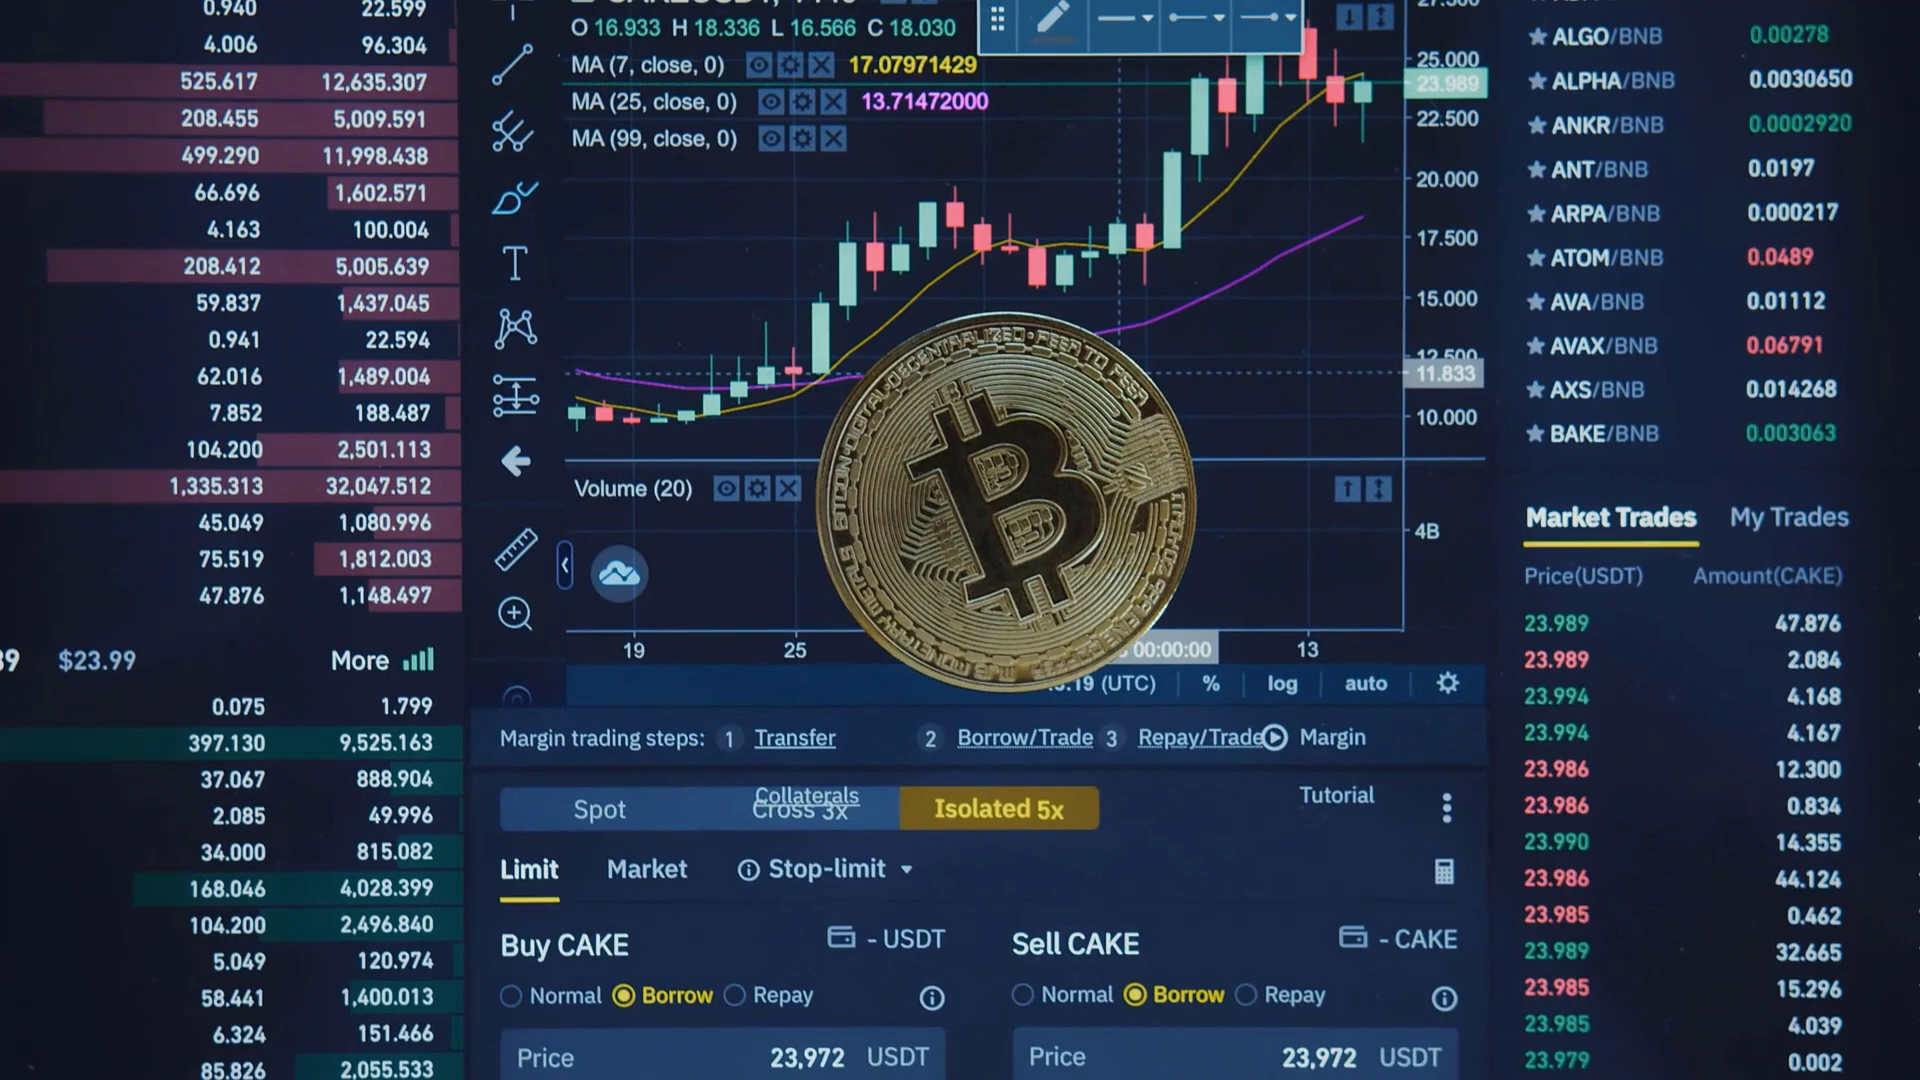 0.940 22.599
4.006 96.304
525.617 12,635.307
208.455 5,009.591
499.290 11,998.438
66.696 1,602.571
4.163 100.004
208.412 5,005.639
59.837 1,437.045
0.941 22.594
62.016 1,489.004
7.852 188.487
104.200 2,501.113
1,335.313 32,047.512
45.049 1,080.996
75.519 1,812.003
47.876 1,148.497
$23.99 More
0.075 1.799
397.130 9,525.163
37.067 888.904
2.085 49.996
34.000 815.082
168.046 4,028.399
104.200 2,496.840
5.049 120.974
58.441 1,400.013
6.324 151.466
85.826 2,055.533
O 16.933 H 18.336 L 16.566 C 18.030
MA (7, close, 0) 17.07971429
MA (25, close, 0) 13.71472000
MA (99, close, 0)
25.000
23.989
22.500
20.000
17.500
15.000
12.500
11.833
10.000
Volume (20)
4B
19 25 00:00:00 13
(UTC) % log auto
BITCOIN·DIGITAL·DECENTRALIZED·PEER TO PEER
Margin trading steps: 1 Transfer 2 Borrow/Trade 3 Repay/Trade Margin
Collaterals Tutorial
Spot Cross 3x Isolated 5x
Limit Market Stop-limit
Buy CAKE - USDT Sell CAKE - CAKE
Normal Borrow Repay Normal Borrow Repay
Price 23,972 USDT Price 23,972 USDT
ALGO/BNB 0.00278
ALPHA/BNB 0.0030650
ANKR/BNB 0.0002920
ANT/BNB 0.0197
ARPA/BNB 0.000217
ATOM/BNB 0.0489
AVA/BNB 0.01112
AVAX/BNB 0.06791
AXS/BNB 0.014268
BAKE/BNB 0.003063
Market Trades My Trades
Price(USDT) Amount(CAKE)
23.989 47.876
23.989 2.084
23.994 4.168
23.994 4.167
23.986 12.300
23.986 0.834
23.990 14.355
23.986 44.124
23.985 0.462
23.989 32.665
23.985 15.296
23.985 4.039
23.979 0.002